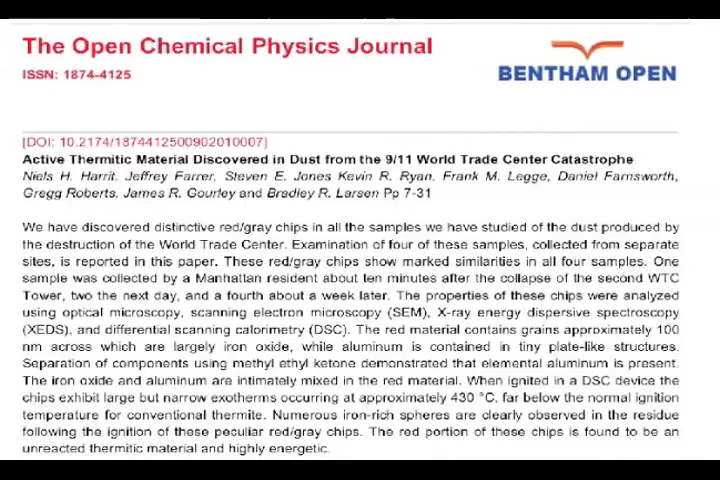 The Open Chemical Physics Journal
ISSN: 1874-4125
BENTHAM OPEN
[DOI: 10.2174/1874412500902010007]
Active Thermitic Material Discovered in Dust from the 9/11 World Trade Center Catastrophe
Niels H. Harrit. Jeffrey Farrer, Steven E. Jones Kevin R. Ryan, Frank M. Legge, Daniel Farnsworth,
Gregg Roberts, James R. Gourley and Bradley R. Larsen Pp 7-31
We have discovered distinctive red/gray chips in all the samples we have studied of the dust produced by
the destruction of the World Trade Center. Examination of four of these samples, collected from separate
sites, is reported in this paper. These red/gray chips show marked similarities in all four samples. One
sample was collected by a Manhattan resident about ten minutes after the collapse of the second WTC
Tower, two the next day, and a fourth about a week later. The properties of these chips were analyzed
using optical microscopy, scanning electron microscopy (SEM), X-ray energy dispersive spectroscopy
(XEDS), and differential scanning calorimetry (DSC). The red material contains grains approximately 100
nm across which are largely iron oxide, while aluminum is contained in tiny plate-like structures.
Separation of components using methyl ethyl ketone demonstrated that elemental aluminum is present.
The iron oxide and aluminum are intimately mixed in the red material. When ignited in a DSC device the
chips exhibit large but narrow exotherms occurring at approximately 430 °C, far below the normal ignition
temperature for conventional thermite. Numerous iron-rich spheres are clearly observed in the residue
following the ignition of these peculiar red/gray chips. The red portion of these chips is found to be an
unreacted thermitic material and highly energetic.